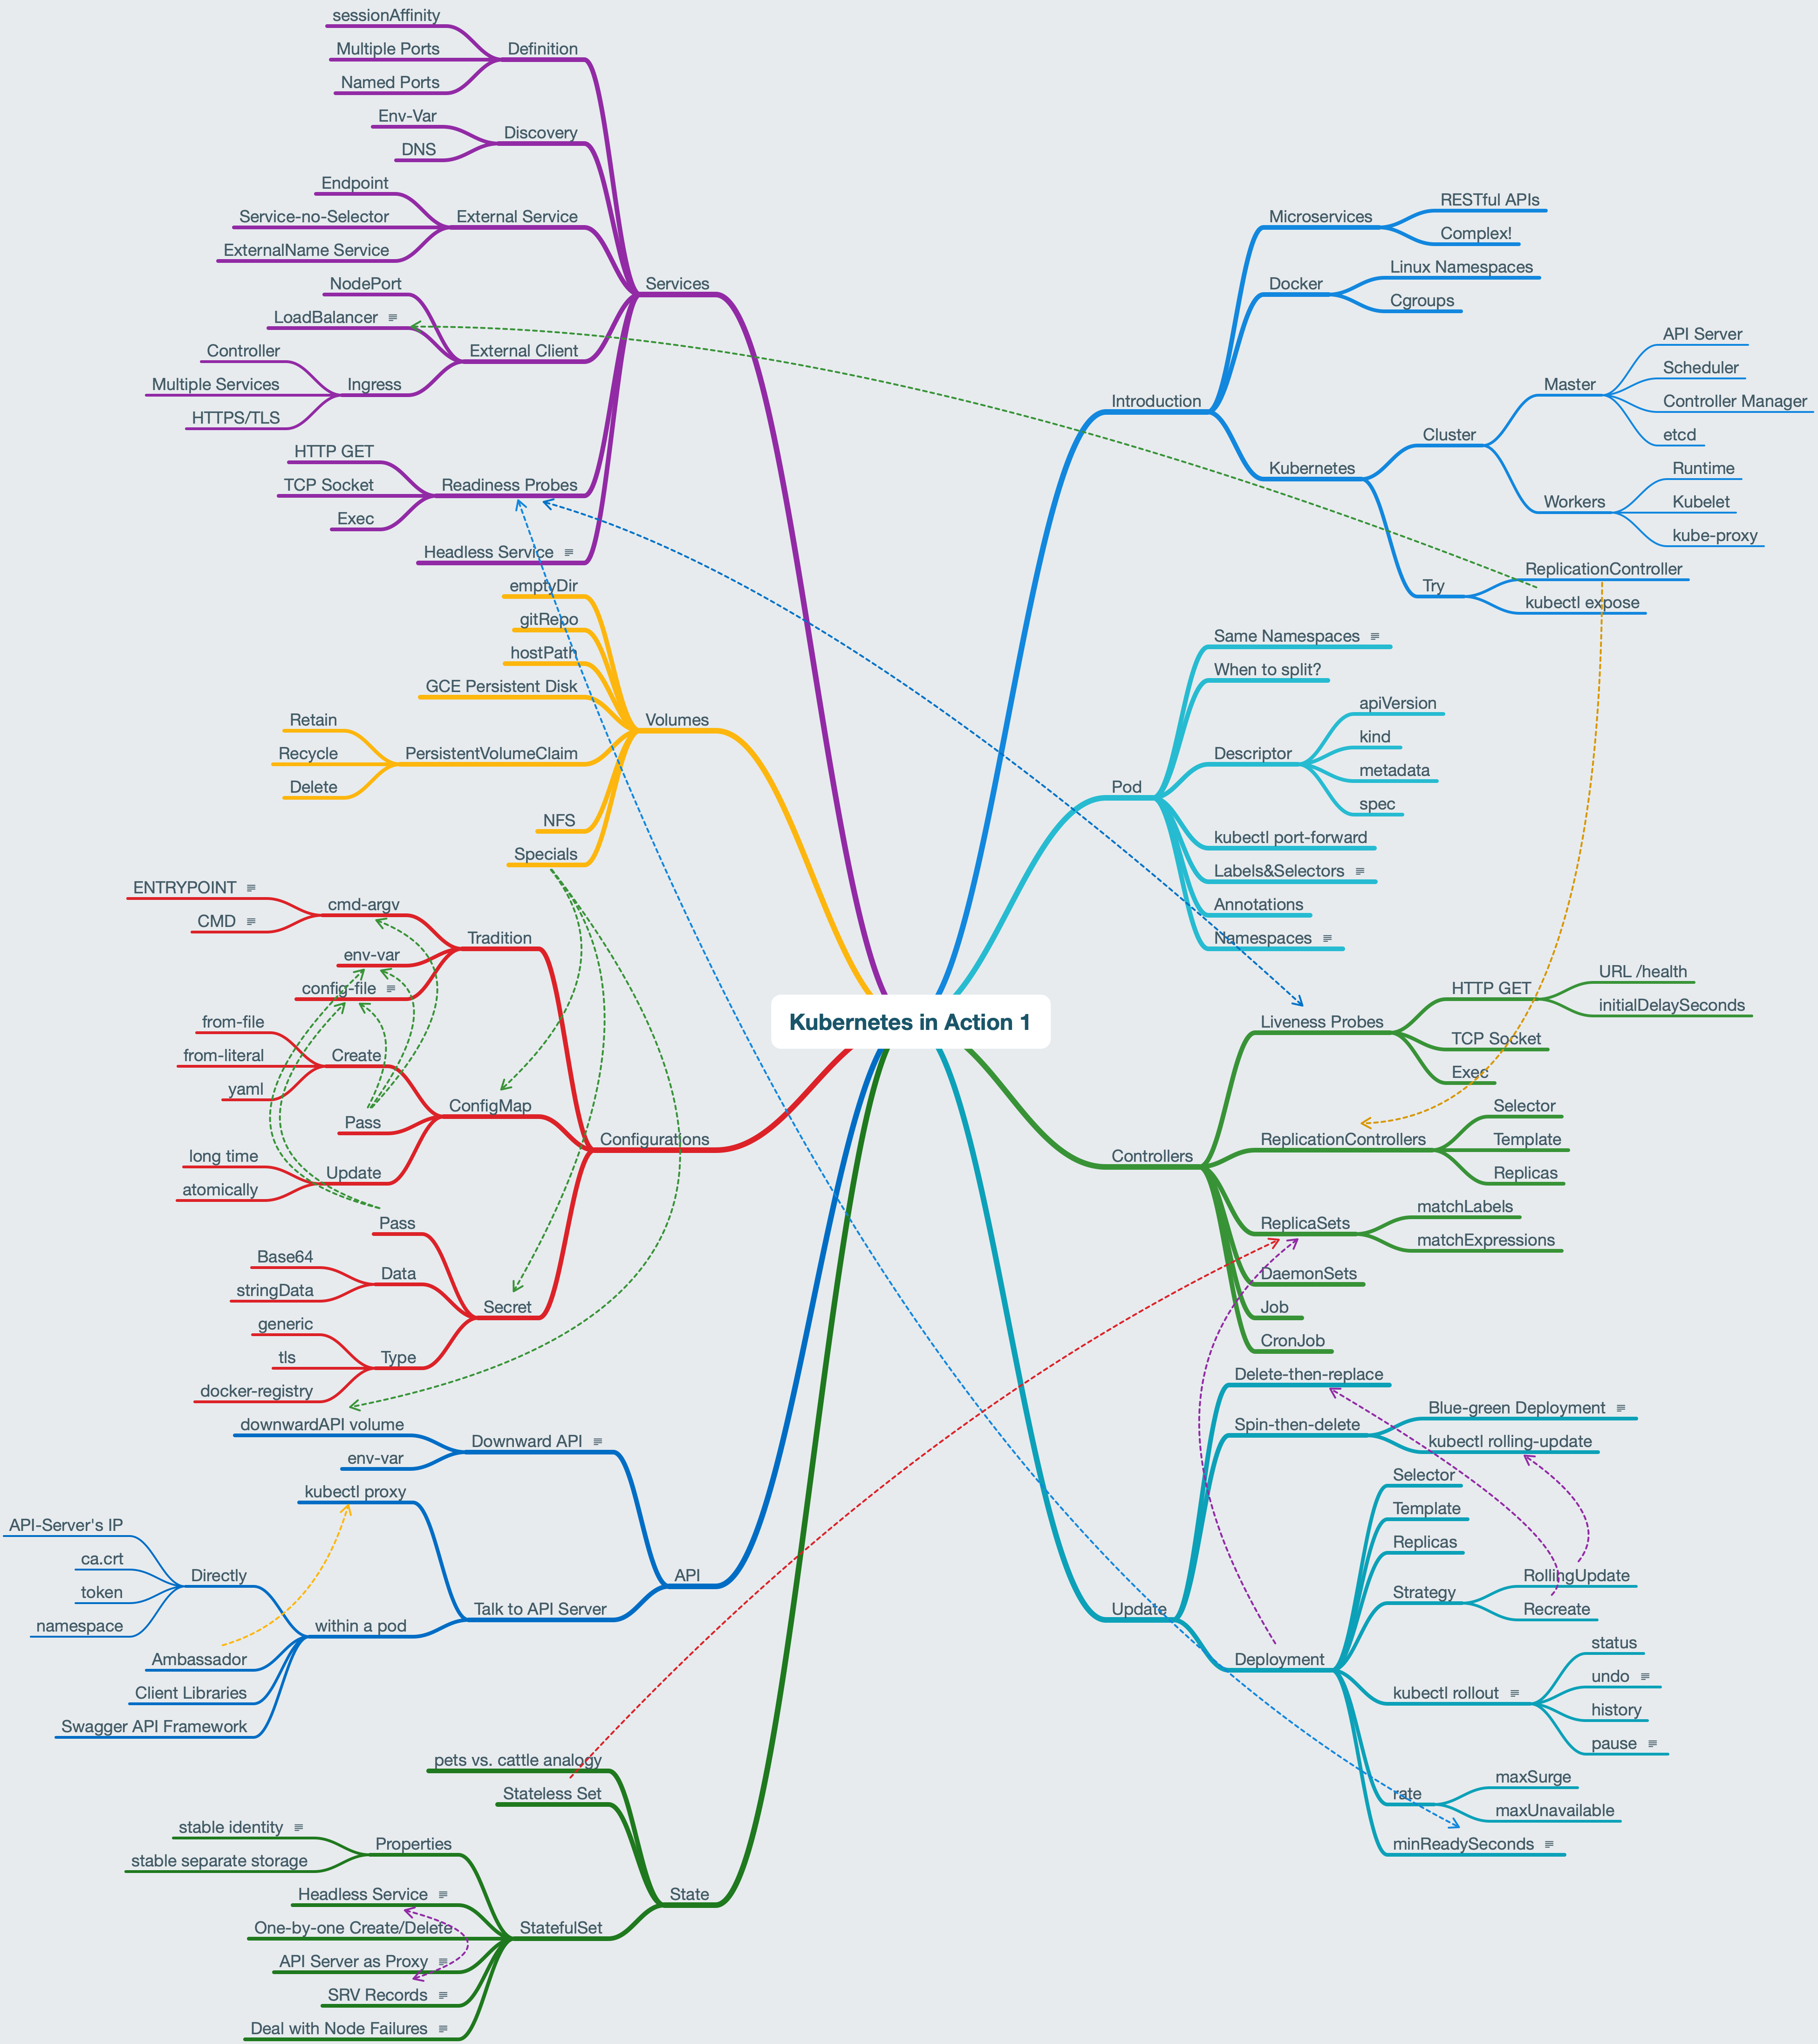 Kubernetes in Action 1
Introduction
Microservices
RESTful APIs
Complex!
Docker
Linux Namespaces
Cgroups
Kubernetes
Cluster
Master
API Server
Scheduler
Controller Manager
etcd
Workers
Runtime
Kubelet
kube-proxy
Try
ReplicationController
kubectl expose
Pod
Same Namespaces
When to split?
Descriptor
apiVersion
kind
metadata
spec
kubectl port-forward
Labels&Selectors
Annotations
Namespaces
Controllers
Liveness Probes
HTTP GET
URL /health
initialDelaySeconds
TCP Socket
Exec
ReplicationControllers
Selector
Template
Replicas
ReplicaSets
matchLabels
matchExpressions
DaemonSets
Job
CronJob
Update
Delete-then-replace
Spin-then-delete
Blue-green Deployment
kubectl rolling-update
Deployment
Selector
Template
Replicas
Strategy
RollingUpdate
Recreate
kubectl rollout
status
undo
history
pause
rate
maxSurge
maxUnavailable
minReadySeconds
Services
Definition
sessionAffinity
Multiple Ports
Named Ports
Discovery
Env-Var
DNS
External Service
Endpoint
Service-no-Selector
ExternalName Service
External Client
NodePort
LoadBalancer
Ingress
Controller
Multiple Services
HTTPS/TLS
Readiness Probes
HTTP GET
TCP Socket
Exec
Headless Service
Volumes
emptyDir
gitRepo
hostPath
GCE Persistent Disk
PersistentVolumeClaim
Retain
Recycle
Delete
NFS
Specials
Configurations
Tradition
cmd-argv
ENTRYPOINT
CMD
env-var
config-file
ConfigMap
Create
from-file
from-literal
yaml
Pass
Update
long time
atomically
Secret
Pass
Data
Base64
stringData
Type
generic
tls
docker-registry
API
Downward API
downwardAPI volume
env-var
Talk to API Server
kubectl proxy
within a pod
Directly
API-Server's IP
ca.crt
token
namespace
Ambassador
Client Libraries
Swagger API Framework
State
pets vs. cattle analogy
Stateless Set
StatefulSet
Properties
stable identity
stable separate storage
Headless Service
One-by-one Create/Delete
API Server as Proxy
SRV Records
Deal with Node Failures